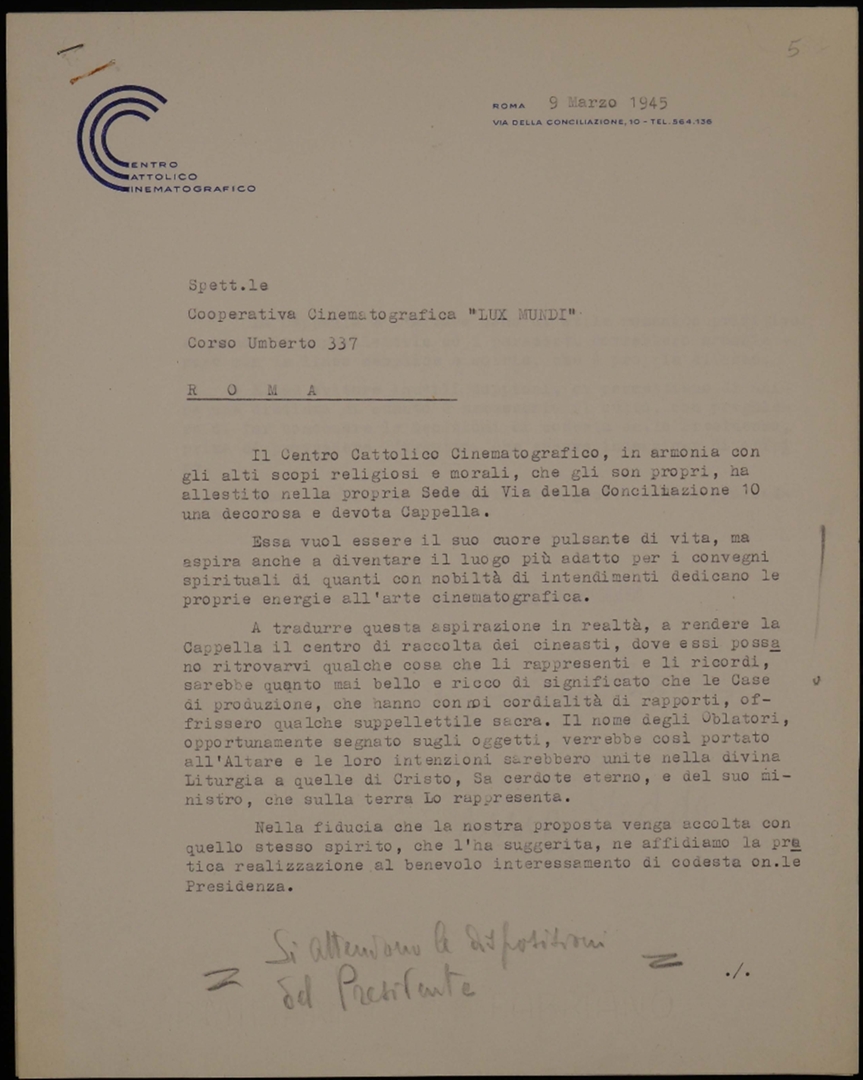 5
ROMA 9 Marzo 1945
VIA DELLA CONCILIAZIONE, 10 - TEL. 564.136
CENTRO
CATTOLICO
CINEMATOGRAFICO
Spett.le
Cooperativa Cinematografica "LUX MUNDI"
Corso Umberto 337
R O M A
Il Centro Cattolico Cinematografico, in armonia con
gli alti scopi religiosi e morali, che gli son propri, ha
allestito nella propria Sede di Via della Conciliazione 10
una decorosa e devota Cappella.
Essa vuol essere il suo cuore pulsante di vita, ma
aspira anche a diventare il luogo più adatto per i convegni
spirituali di quanti con nobiltà di intendimenti dedicano le
proprie energie all'arte cinematografica.
A tradurre questa aspirazione in realtà, a rendere la
Cappella il centro di raccolta dei cineasti, dove essi possa
no ritrovarvi qualche cosa che li rappresenti e li ricordi,
sarebbe quanto mai bello e ricco di significato che le Case
di produzione, che hanno con noi cordialità di rapporti, of-
frissero qualche suppellettile sacra. Il nome degli Oblatori,
opportunamente segnato sugli oggetti, verrebbe così portato
all'Altare e le loro intenzioni sarebbero unite nella divina
Liturgia a quelle di Cristo, Sa cerdote eterno, e del suo mi-
nistro, che sulla terra Lo rappresenta.
Nella fiducia che la nostra proposta venga accolta con
quello stesso spirito, che l'ha suggerita, ne affidiamo la pra
tica realizzazione al benevolo interessamento di codesta on.le
Presidenza.
Si attendono le disposizioni
del Presidente
./.